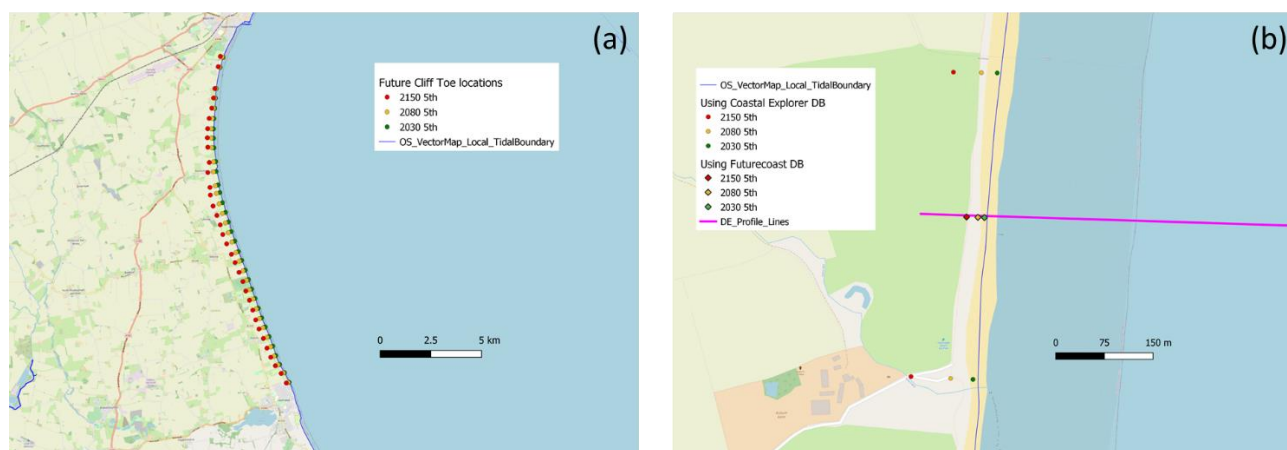 (a)
Future Cliff Toe locations
2150 5th
2080 5th
2030 5th
OS_VectorMap_Local_TidalBoundary
0 2.5 5 km
(b)
OS_VectorMap_Local_TidalBoundary
Using Coastal Explorer DB
2150 5th
2080 5th
2030 5th
Using Futurecoast DB
2150 5th
2080 5th
2030 5th
DE_Profile_Lines
0 75 150 m